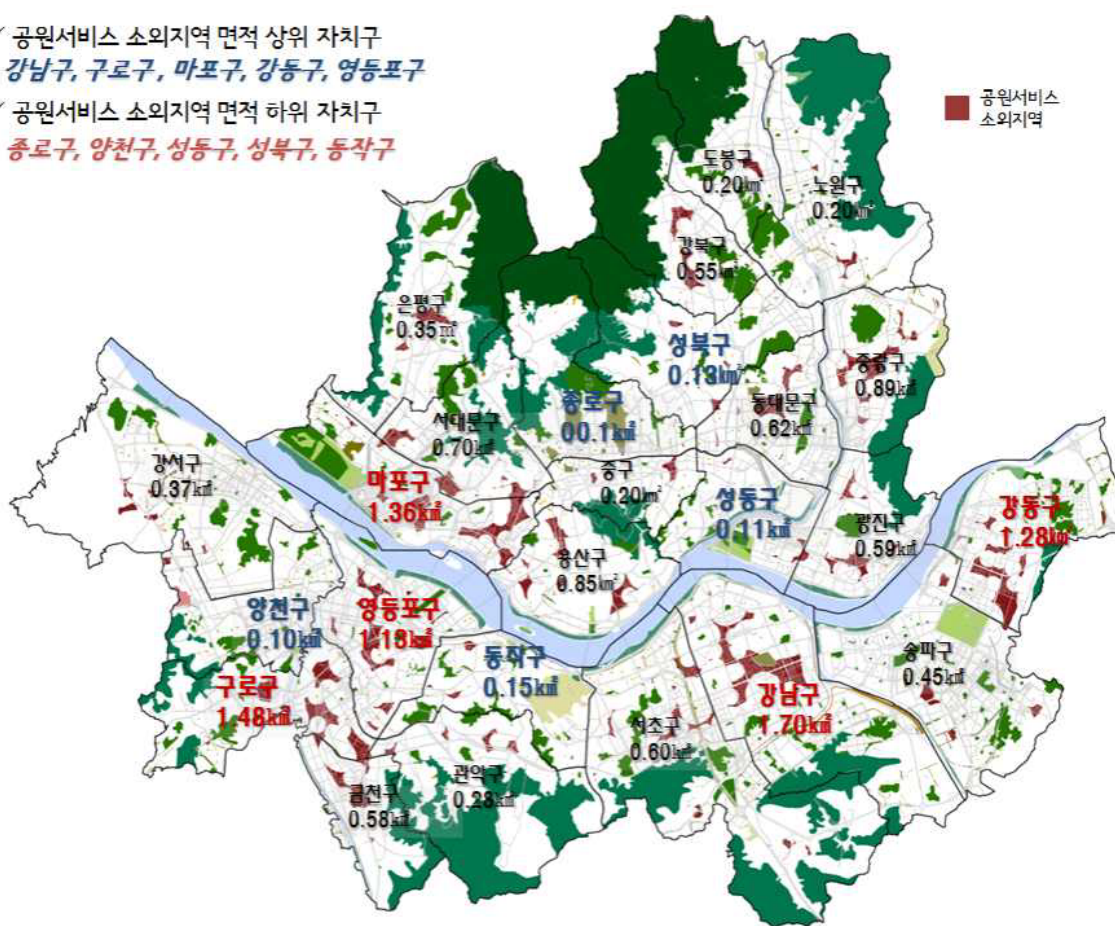 ✓ 공원서비스 소외지역 면적 상위 자치구
강남구, 구로구, 마포구, 강동구, 영등포구
✓ 공원서비스 소외지역 면적 하위 자치구
종로구, 양천구, 성동구, 성북구, 동작구
공원서비스
소외지역
도봉구
0.20㎢
노원구
0.20㎢
강북구
0.55㎢
은평구
0.35㎡
성북구
0.13㎢
중랑구
0.89㎢
종로구
00.1㎢
동대문구
0.62㎢
서대문구
0.70㎢
강서구
0.37㎢
마포구
1.36㎢
중구
0.20㎢
성동구
0.11㎢
광진구
0.59㎢
강동구
1.28㎢
용산구
0.85㎢
양천구
0.10㎢
영등포구
1.18㎢
동작구
0.15㎢
송파구
0.45㎢
구로구
1.48㎢
강남구
1.70㎢
서초구
0.60㎢
관악구
0.28㎢
금천구
0.58㎢